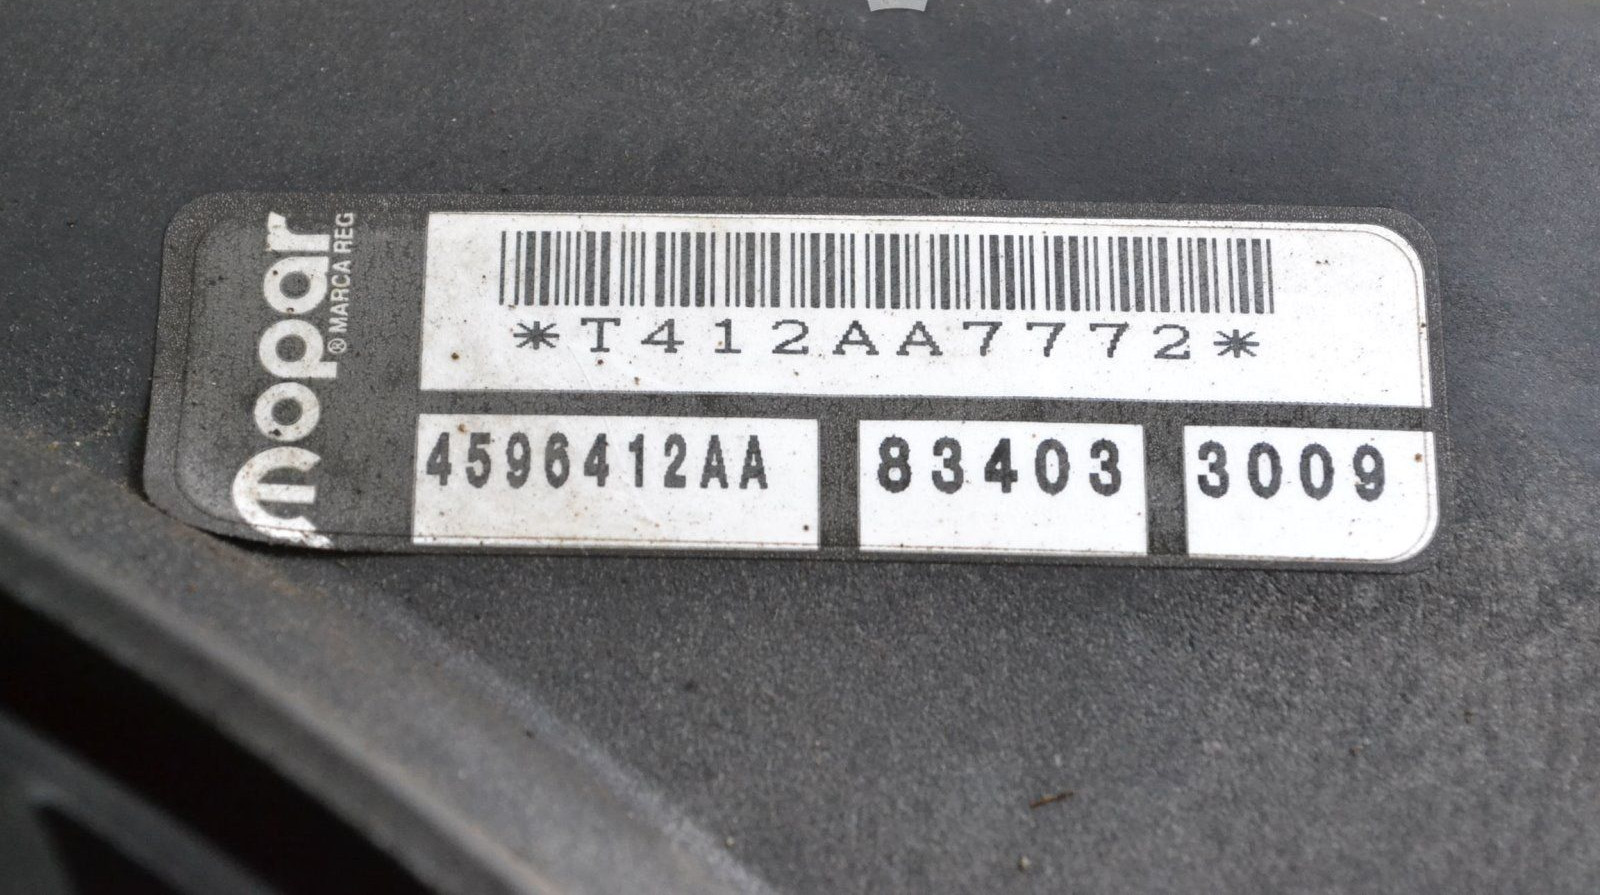 mopar
® MARCA REG
*T412AA7772*
4596412AA 83403 3009